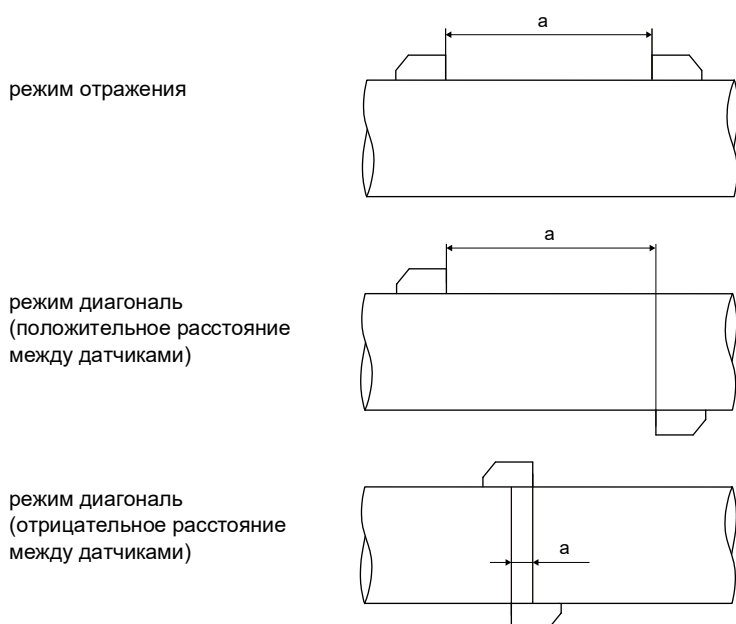 a
режим отражения
a
режим диагональ
(положительное расстояние
между датчиками)
режим диагональ
(отрицательное расстояние
между датчиками)
a